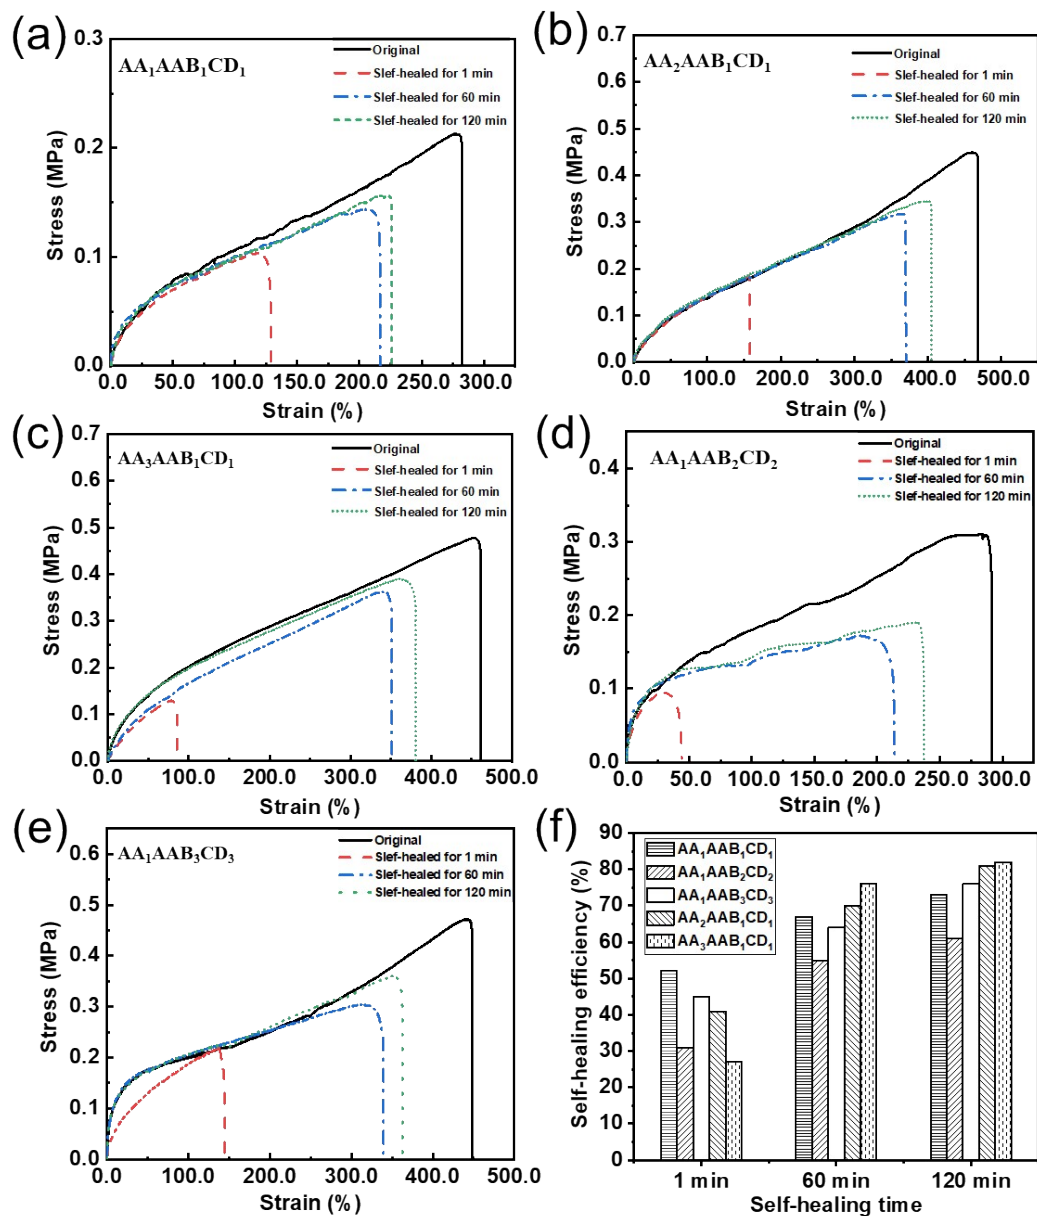 (a)
AA₁AAB₁CD₁
Original
Slef-healed for 1 min
Slef-healed for 60 min
Slef-healed for 120 min
0.3
0.2
0.1
0.0
Stress (MPa)
0.0 50.0 100.0 150.0 200.0 250.0 300.0
Strain (%)
(b)
AA₂AAB₁CD₁
Original
Slef-healed for 1 min
Slef-healed for 60 min
Slef-healed for 120 min
0.7
0.6
0.5
0.4
0.3
0.2
0.1
0.0
Stress (MPa)
0.0 100.0 200.0 300.0 400.0 500.0
Strain (%)
(c)
AA₃AAB₁CD₁
Original
Slef-healed for 1 min
Slef-healed for 60 min
Slef-healed for 120 min
0.7
0.6
0.5
0.4
0.3
0.2
0.1
0.0
Stress (MPa)
0.0 100.0 200.0 300.0 400.0 500.0
Strain (%)
(d)
AA₁AAB₂CD₂
Original
Slef-healed for 1 min
Slef-healed for 60 min
Slef-healed for 120 min
0.4
0.3
0.2
0.1
0.0
Stress (MPa)
0.0 50.0 100.0 150.0 200.0 250.0 300.0
Strain (%)
(e)
AA₁AAB₃CD₃
Original
Slef-healed for 1 min
Slef-healed for 60 min
Slef-healed for 120 min
0.6
0.5
0.4
0.3
0.2
0.1
0.0
Stress (MPa)
0.0 100.0 200.0 300.0 400.0 500.0
Strain (%)
(f)
AA₁AAB₁CD₁
AA₁AAB₂CD₂
AA₁AAB₃CD₃
AA₂AAB₁CD₁
AA₃AAB₁CD₁
90
80
70
60
50
40
30
20
10
0
Self-healing efficiency (%)
1 min 60 min 120 min
Self-healing time